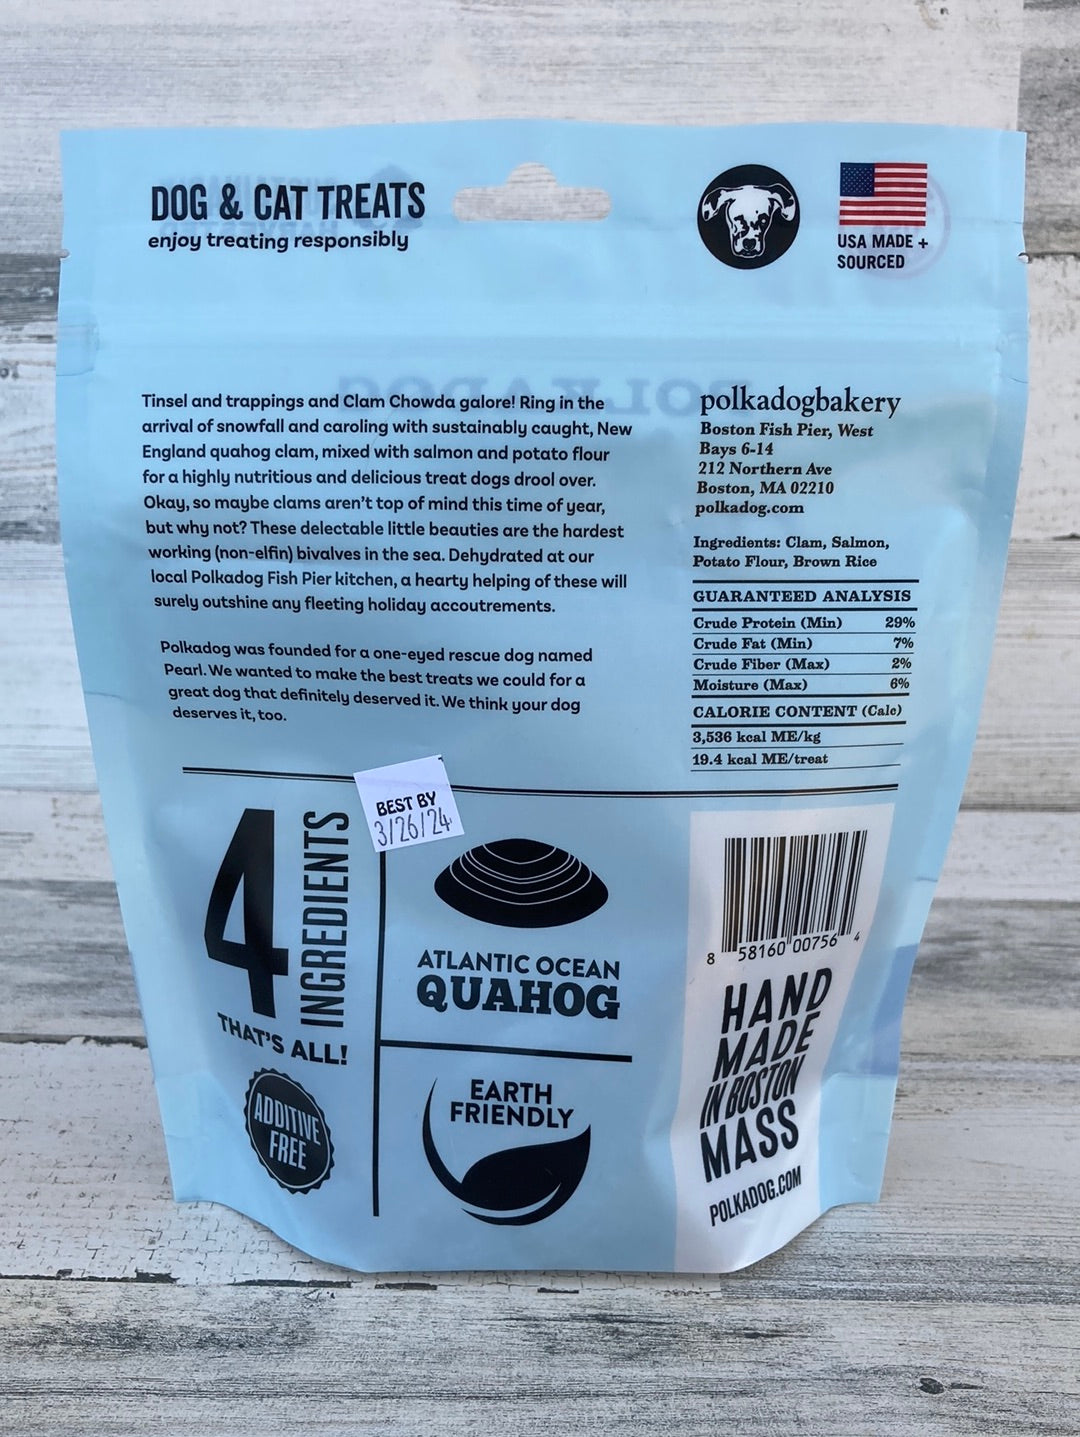 DOG & CAT TREATS
enjoy treating responsibly
USA MADE +
SOURCED
POLKADOG
Tinsel and trappings and Clam Chowda galore! Ring in the
arrival of snowfall and caroling with sustainably caught, New
England quahog clam, mixed with salmon and potato flour
for a highly nutritious and delicious treat dogs drool over.
Okay, so maybe clams aren't top of mind this time of year,
but why not? These delectable little beauties are the hardest
working (non-elfin) bivalves in the sea. Dehydrated at our
local Polkadog Fish Pier kitchen, a hearty helping of these will
surely outshine any fleeting holiday accoutrements.
Polkadog was founded for a one-eyed rescue dog named
Pearl. We wanted to make the best treats we could for a
great dog that definitely deserved it. We think your dog
deserves it, too.
polkadogbakery
Boston Fish Pier, West
Bays 6-14
212 Northern Ave
Boston, MA 02210
polkadog.com
Ingredients: Clam, Salmon,
Potato Flour, Brown Rice
GUARANTEED ANALYSIS
Crude Protein (Min) 29%
Crude Fat (Min) 7%
Crude Fiber (Max) 2%
Moisture (Max) 6%
CALORIE CONTENT (Calc)
3,536 kcal ME/kg
19.4 kcal ME/treat
BEST BY
3/26/24
4
INGREDIENTS
THAT'S ALL!
ADDITIVE
FREE
ATLANTIC OCEAN
QUAHOG
EARTH
FRIENDLY
8 58160 00756 4
HAND
MADE
IN BOSTON
MASS
POLKADOG.COM